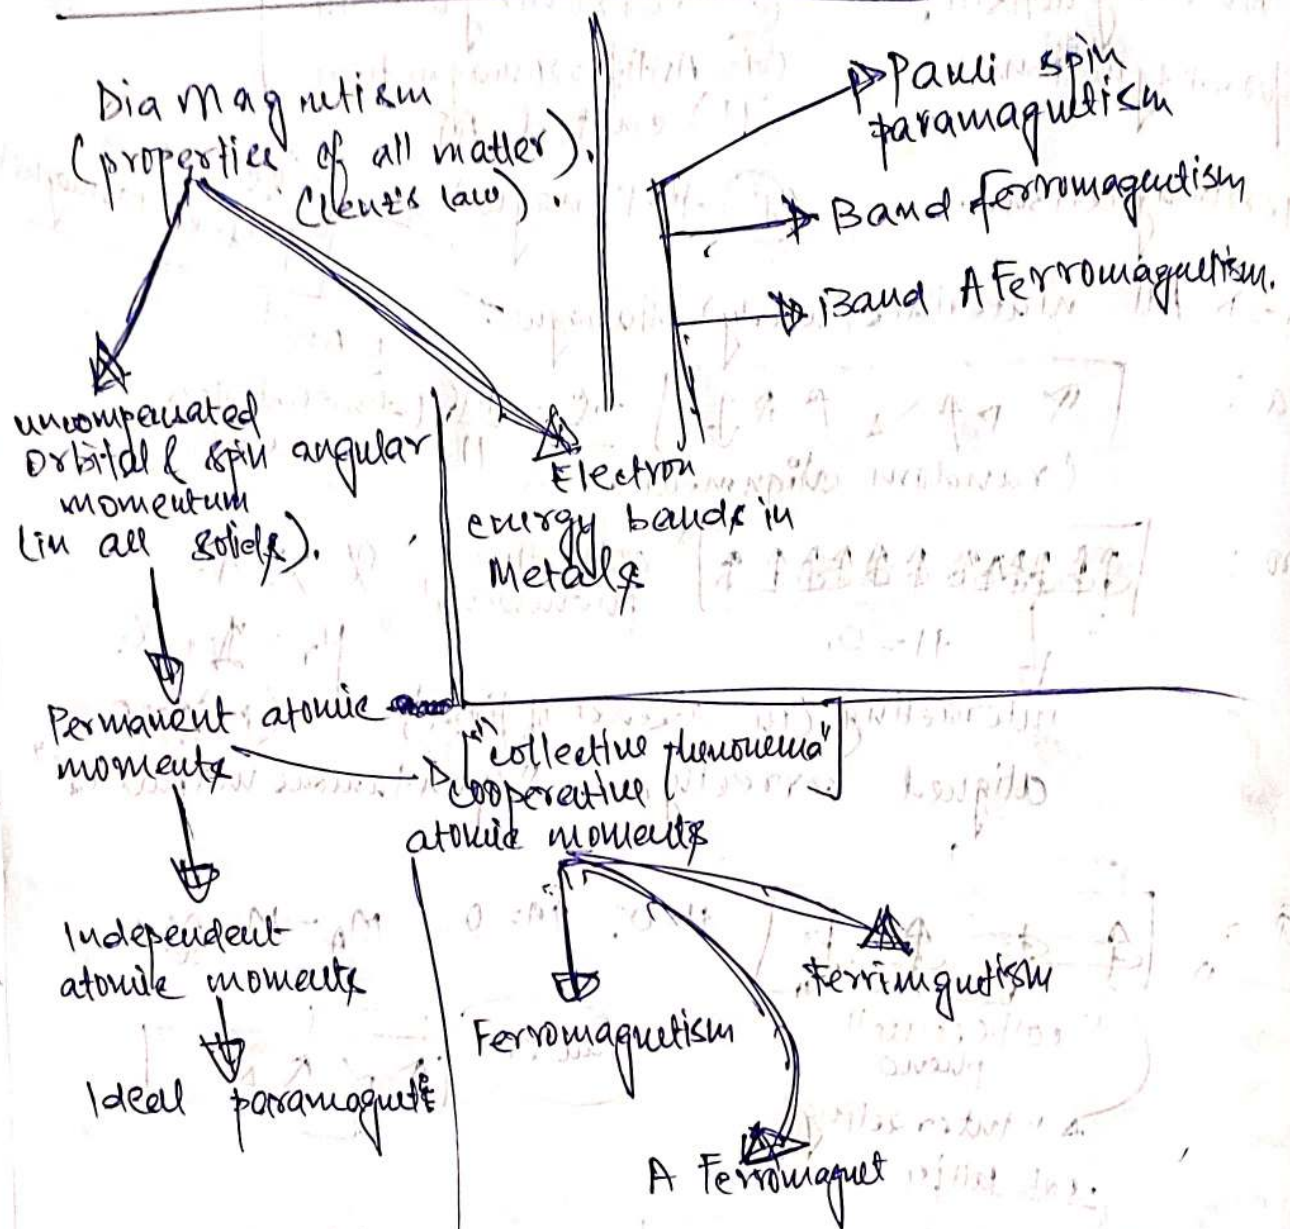 Dia Magnetism
(properties of all matter).
(Lenz's law).
Pauli spin
paramagnetism
Band ferromagnetism
Band A Ferromagnetism.
uncompensated
orbital & spin angular
momentum
(in all solids).
Electron
energy bands in
Metals
Permanent atomic
moments
"collective phenonema"
cooperative
atomic moments
Independent
atomic moments
Ideal paramagnet
Ferromagnetism
Ferrimgnetism
A Ferromagnet